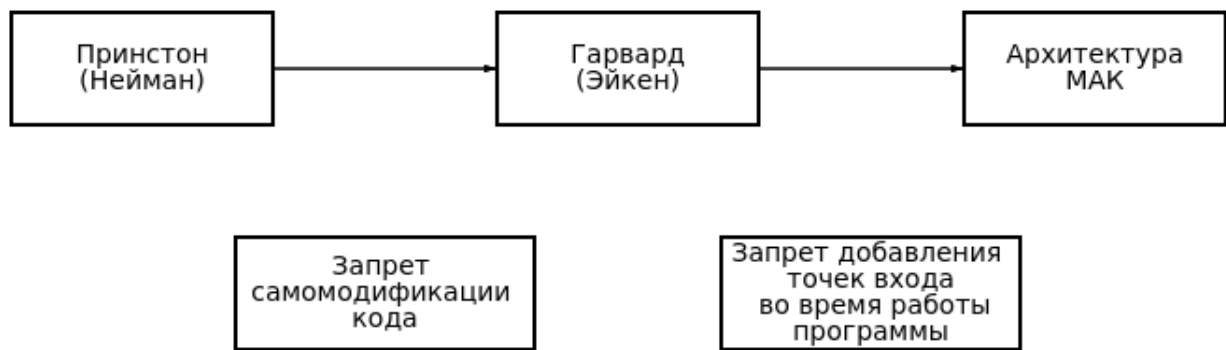 Принстон
(Нейман)
Гарвард
(Эйкен)
Архитектура
МАК
Запрет
самомодификации
кода
Запрет добавления
точек входа
во время работы
программы